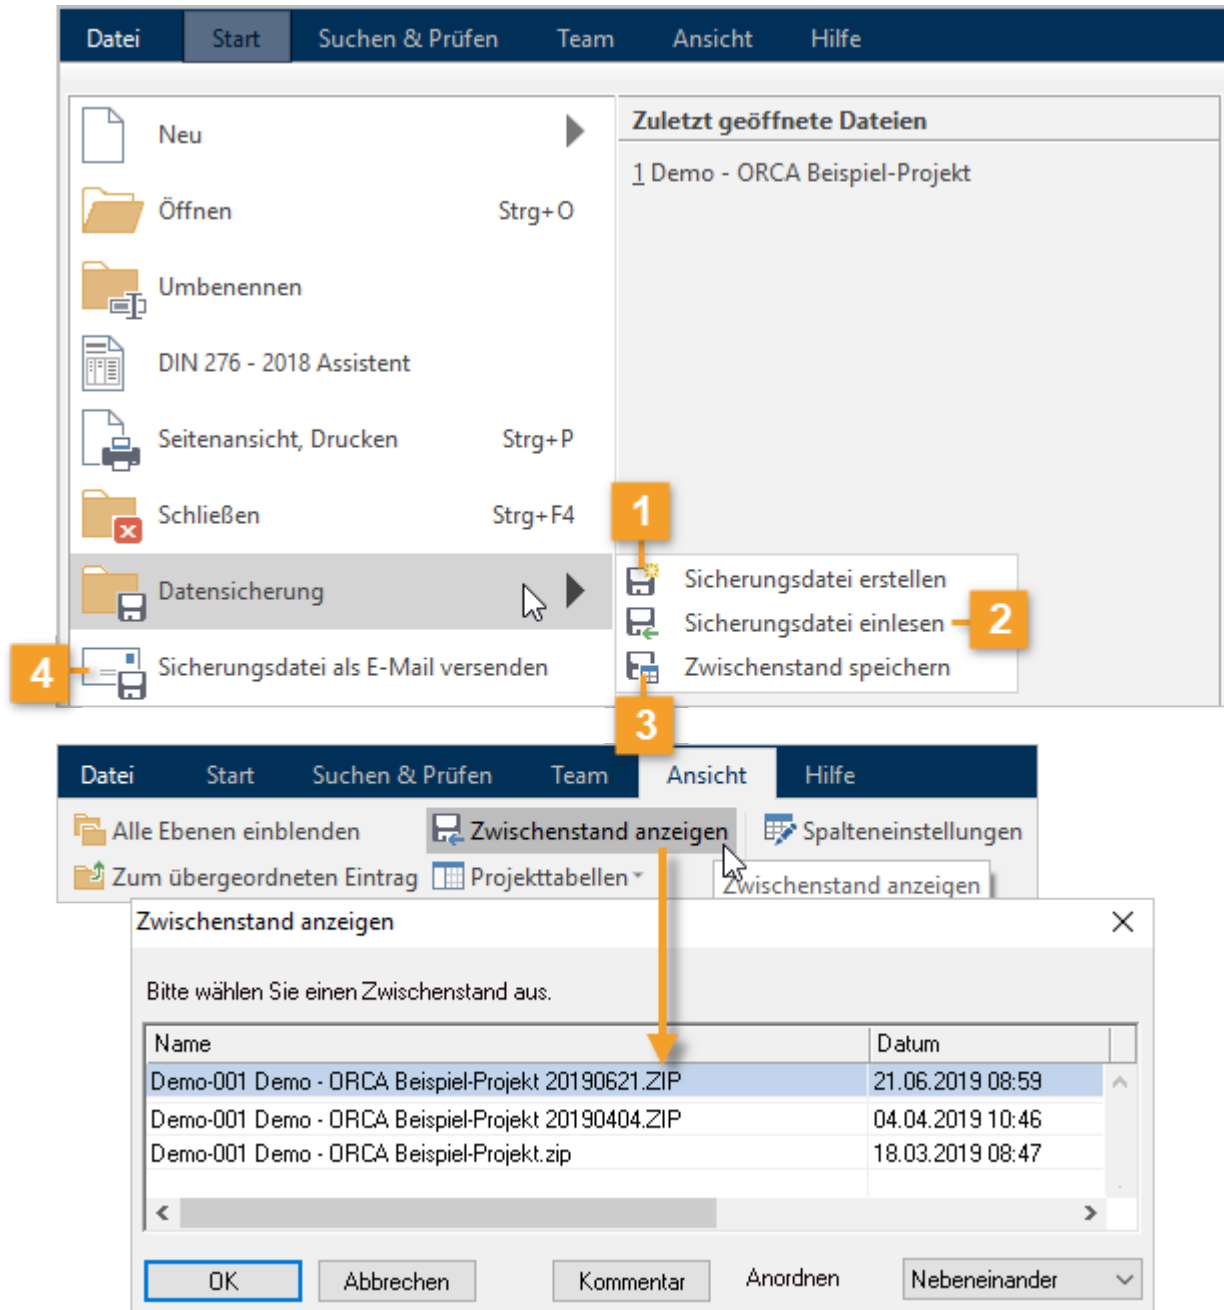 Datei Start Suchen & Prüfen Team Ansicht Hilfe
Neu
Öffnen Strg+O
Umbenennen
DIN 276 - 2018 Assistent
Seitenansicht, Drucken Strg+P
Schließen Strg+F4
Datensicherung
4 Sicherungsdatei als E-Mail versenden
Zuletzt geöffnete Dateien
1 Demo - ORCA Beispiel-Projekt
1
Sicherungsdatei erstellen
Sicherungsdatei einlesen 2
Zwischenstand speichern
3
Datei Start Suchen & Prüfen Team Ansicht Hilfe
Alle Ebenen einblenden Zwischenstand anzeigen Spalteneinstellungen
Zum übergeordneten Eintrag Projekttabellen Zwischenstand anzeigen
Zwischenstand anzeigen
Bitte wählen Sie einen Zwischenstand aus.
Name Datum
Demo-001 Demo - ORCA Beispiel-Projekt 20190621.ZIP 21.06.2019 08:59
Demo-001 Demo - ORCA Beispiel-Projekt 20190404.ZIP 04.04.2019 10:46
Demo-001 Demo - ORCA Beispiel-Projekt.zip 18.03.2019 08:47
OK Abbrechen Kommentar Anordnen Nebeneinander